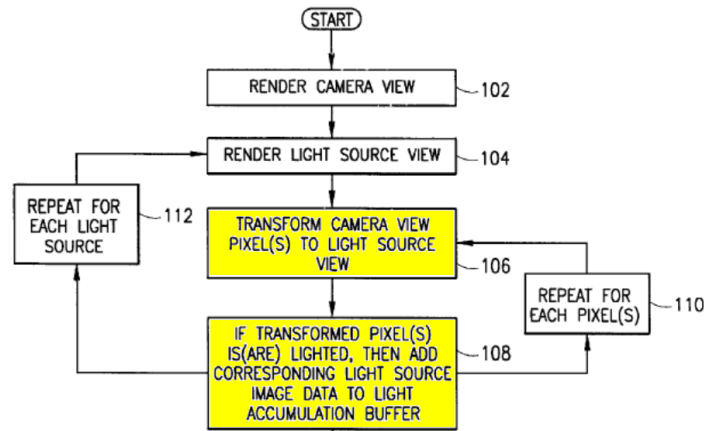 START
RENDER CAMERA VIEW
102
RENDER LIGHT SOURCE VIEW
104
REPEAT FOR
EACH LIGHT
SOURCE
112
TRANSFORM CAMERA VIEW
PIXEL(S) TO LIGHT SOURCE
VIEW
106
REPEAT FOR
EACH PIXEL(S)
110
IF TRANSFORMED PIXEL(S)
IS(ARE) LIGHTED, THEN ADD
CORRESPONDING LIGHT SOURCE
IMAGE DATA TO LIGHT
ACCUMULATION BUFFER
108